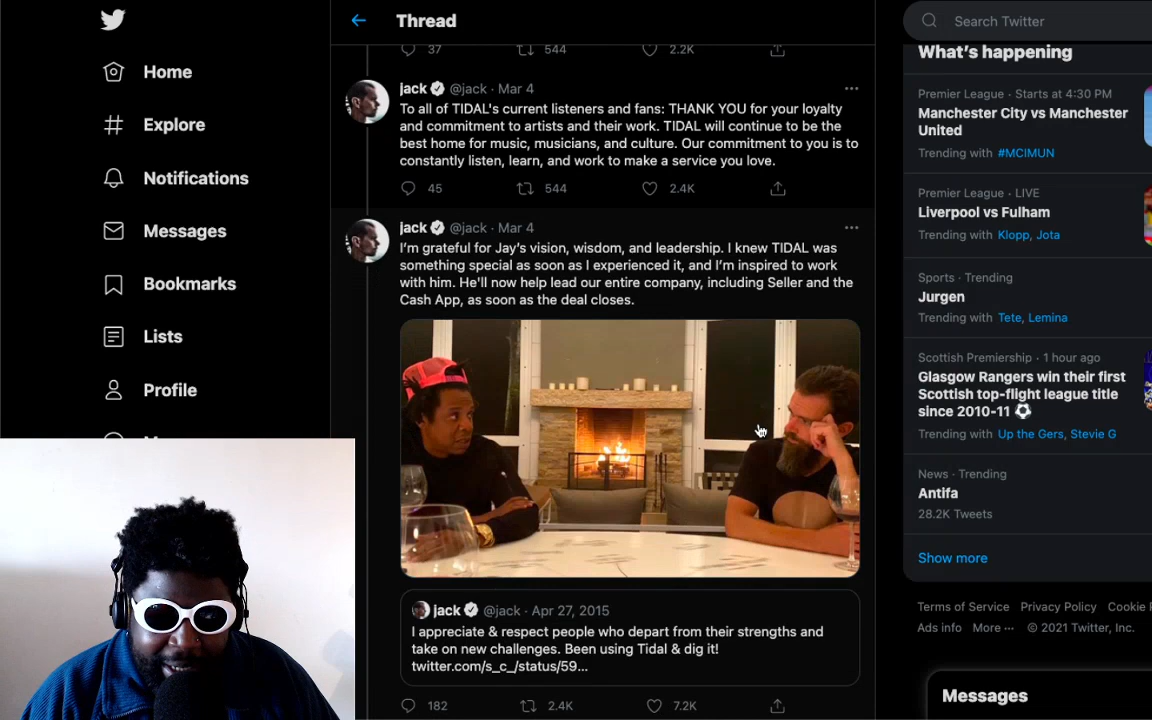 Home
Explore
Notifications
Messages
Bookmarks
Lists
Profile
Thread
37 544 2.2K
jack @jack · Mar 4
To all of TIDAL's current listeners and fans: THANK YOU for your loyalty
and commitment to artists and their work. TIDAL will continue to be the
best home for music, musicians, and culture. Our commitment to you is to
constantly listen, learn, and work to make a service you love.
45 544 2.4K
jack @jack · Mar 4
I'm grateful for Jay's vision, wisdom, and leadership. I knew TIDAL was
something special as soon as I experienced it, and I'm inspired to work
with him. He'll now help lead our entire company, including Seller and the
Cash App, as soon as the deal closes.
jack @jack · Apr 27, 2015
I appreciate & respect people who depart from their strengths and
take on new challenges. Been using Tidal & dig it!
twitter.com/s_c_/status/59...
182 2.4K 7.2K
Search Twitter
What's happening
Premier League · Starts at 4:30 PM
Manchester City vs Manchester
United
Trending with #MCIMUN
Premier League · LIVE
Liverpool vs Fulham
Trending with Klopp, Jota
Sports · Trending
Jurgen
Trending with Tete, Lemina
Scottish Premiership · 1 hour ago
Glasgow Rangers win their first
Scottish top-flight league title
since 2010-11 ⚽
Trending with Up the Gers, Stevie G
News · Trending
Antifa
28.2K Tweets
Show more
Terms of Service Privacy Policy Cookie
Ads info More ··· © 2021 Twitter, Inc.
Messages